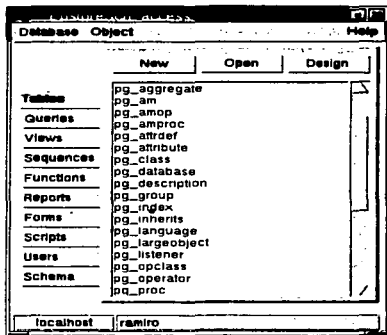 Database Object Help
New Open Design
Tables
Queries
Views
Sequences
Functions
Reports
Forms
Scripts
Users
Schema
pg_aggregate
pg_am
pg_amop
pg_amproc
pg_attrdef
pg_attribute
pg_class
pg_database
pg_description
pg_group
pg_index
pg_inherits
pg_language
pg_largeobject
pg_listener
pg_opclass
pg_operator
pg_proc
localhost ramiro